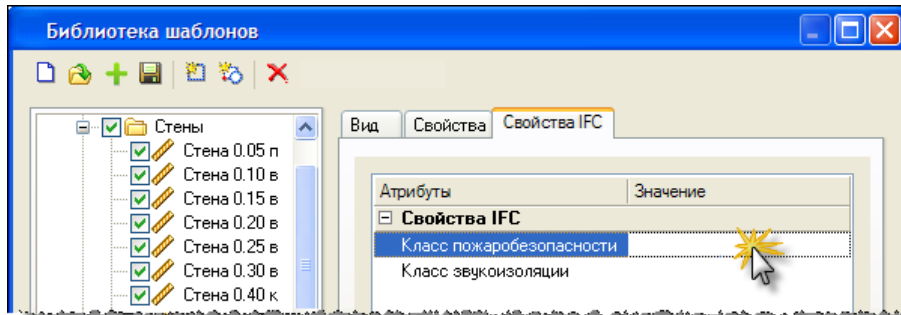 Библиотека шаблонов
Стены
Стена 0.05 п
Стена 0.10 в
Стена 0.15 в
Стена 0.20 в
Стена 0.25 в
Стена 0.30 в
Стена 0.40 к
Вид Свойства Свойства IFC
Атрибуты Значение
Свойства IFC
Класс пожаробезопасности
Класс звукоизоляции